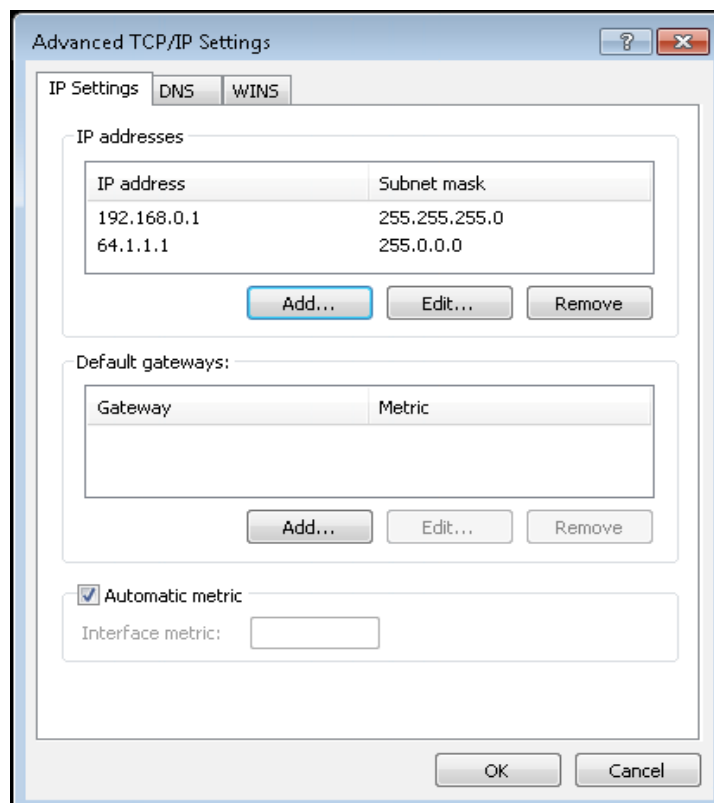 Advanced TCP/IP Settings
IP Settings DNS WINS
IP addresses
IP address Subnet mask
192.168.0.1 255.255.255.0
64.1.1.1 255.0.0.0
Add... Edit... Remove
Default gateways:
Gateway Metric
Add... Edit... Remove
Automatic metric
Interface metric:
OK Cancel